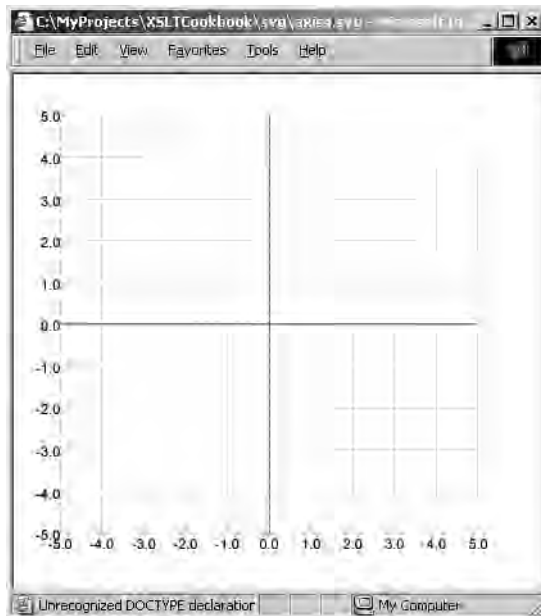 C:\MyProjects\XSLTCookbook\svg\axies.svg - Microsoft In
File Edit View Favorites Tools Help
5.0
4.0
3.0
2.0
1.0
0.0
-1.0
-2.0
-3.0
-4.0
-5.0
-5.0 -4.0 -3.0 -2.0 -1.0 0.0 1.0 2.0 3.0 4.0 5.0
Unrecognized DOCTYPE declaration
My Computer